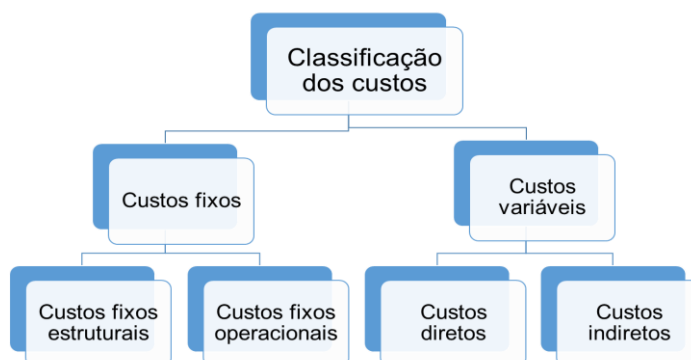 Classificação
dos custos
Custos fixos
Custos
variáveis
Custos fixos
estruturais
Custos fixos
operacionais
Custos
diretos
Custos
indiretos